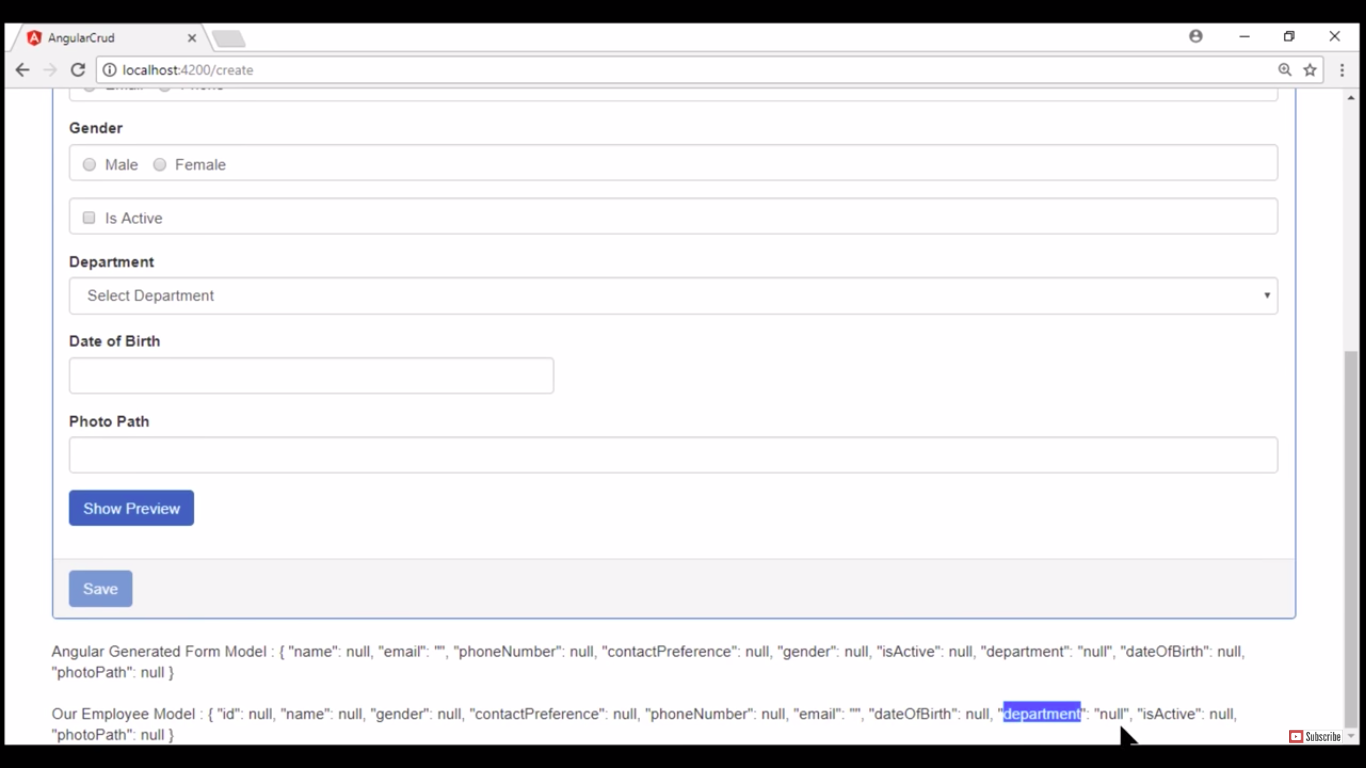 AngularCrud
localhost:4200/create
Email Phone
Gender
Male Female
Is Active
Department
Select Department
Date of Birth
Photo Path
Show Preview
Save
Angular Generated Form Model : { "name": null, "email": "", "phoneNumber": null, "contactPreference": null, "gender": null, "isActive": null, "department": "null", "dateOfBirth": null,
"photoPath": null }
Our Employee Model : { "id": null, "name": null, "gender": null, "contactPreference": null, "phoneNumber": null, "email": "", "dateOfBirth": null, "department": "null", "isActive": null,
"photoPath": null }
Subscribe